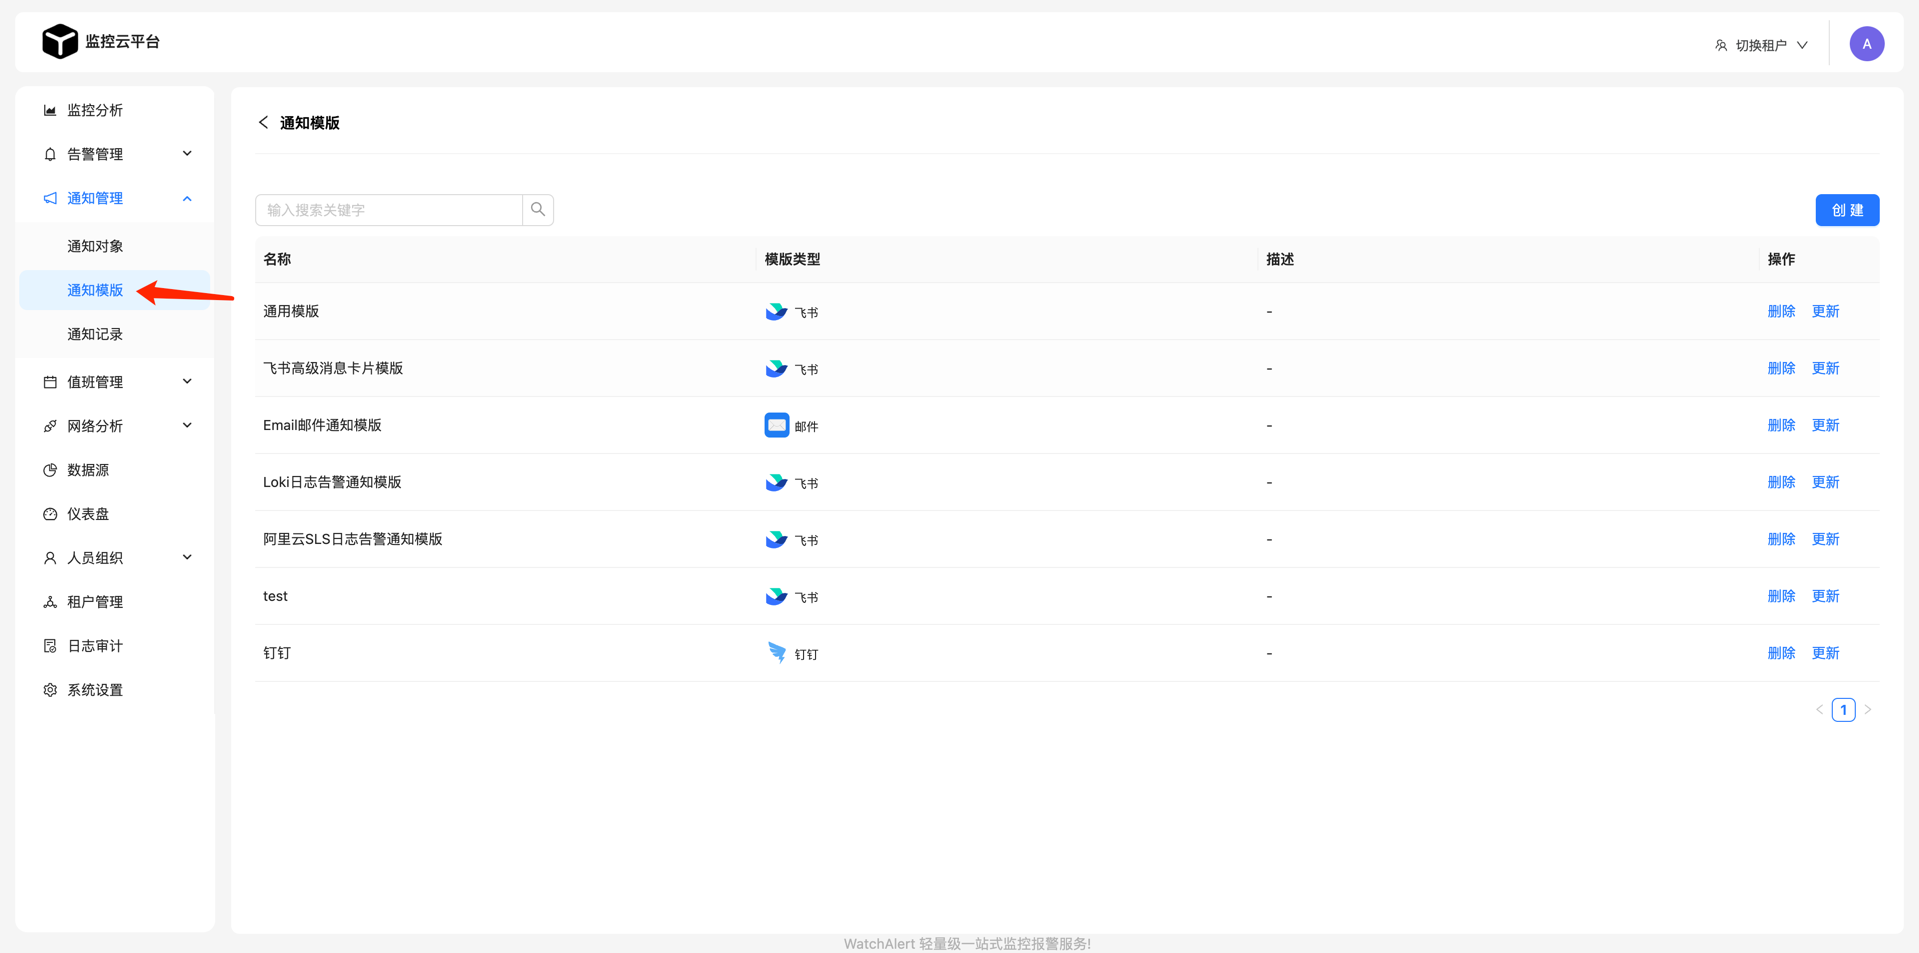 监控云平台
切换租户
A
监控分析
告警管理
通知管理
通知对象
通知模版
通知记录
值班管理
网络分析
数据源
仪表盘
人员组织
租户管理
日志审计
系统设置
通知模版
输入搜索关键字
创 建
名称 模版类型 描述 操作
通用模版 飞书 - 删除 更新
飞书高级消息卡片模版 飞书 - 删除 更新
Email邮件通知模版 邮件 - 删除 更新
Loki日志告警通知模版 飞书 - 删除 更新
阿里云SLS日志告警通知模版 飞书 - 删除 更新
test 飞书 - 删除 更新
钉钉 钉钉 - 删除 更新
1
WatchAlert 轻量级一站式监控报警服务!